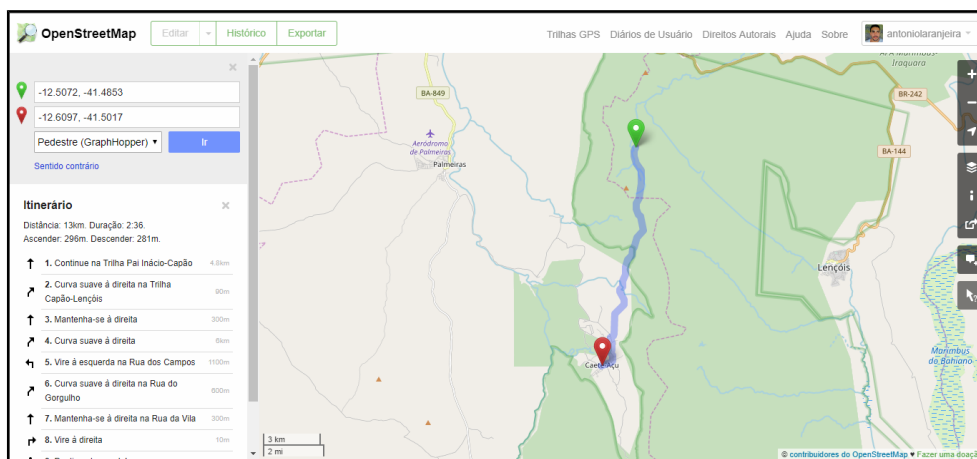 OpenStreetMap
Editar
Histórico
Exportar
Trilhas GPS Diários de Usuário Direitos Autorais Ajuda Sobre
antoniolaranjeira
-12.5072, -41.4853
-12.6097, -41.5017
Pedestre (GraphHopper)
Ir
Sentido contrário
Itinerário
Distância: 13km. Duração: 2:36.
Ascender: 296m. Descender: 281m.
1. Continue na Trilha Pai Inácio-Capão 4.8km
2. Curva suave à direita na Trilha
Capão-Lençóis 90m
3. Mantenha-se à direita 300m
4. Curva suave à direita 6km
5. Vire à esquerda na Rua dos Campos 1100m
6. Curva suave à direita na Rua do
Gorgulho 600m
7. Mantenha-se à direita na Rua da Vila 300m
8. Vire à direita 10m
BA-849
Aeródromo
de Palmeiras
Palmeiras
Caeté-Açu
Iraquara
BR-242
BA-144
Lençóis
Marimbus
do Bahiano
3 km
2 mi
© contribuidores do OpenStreetMap ♥ Fazer uma doaçã